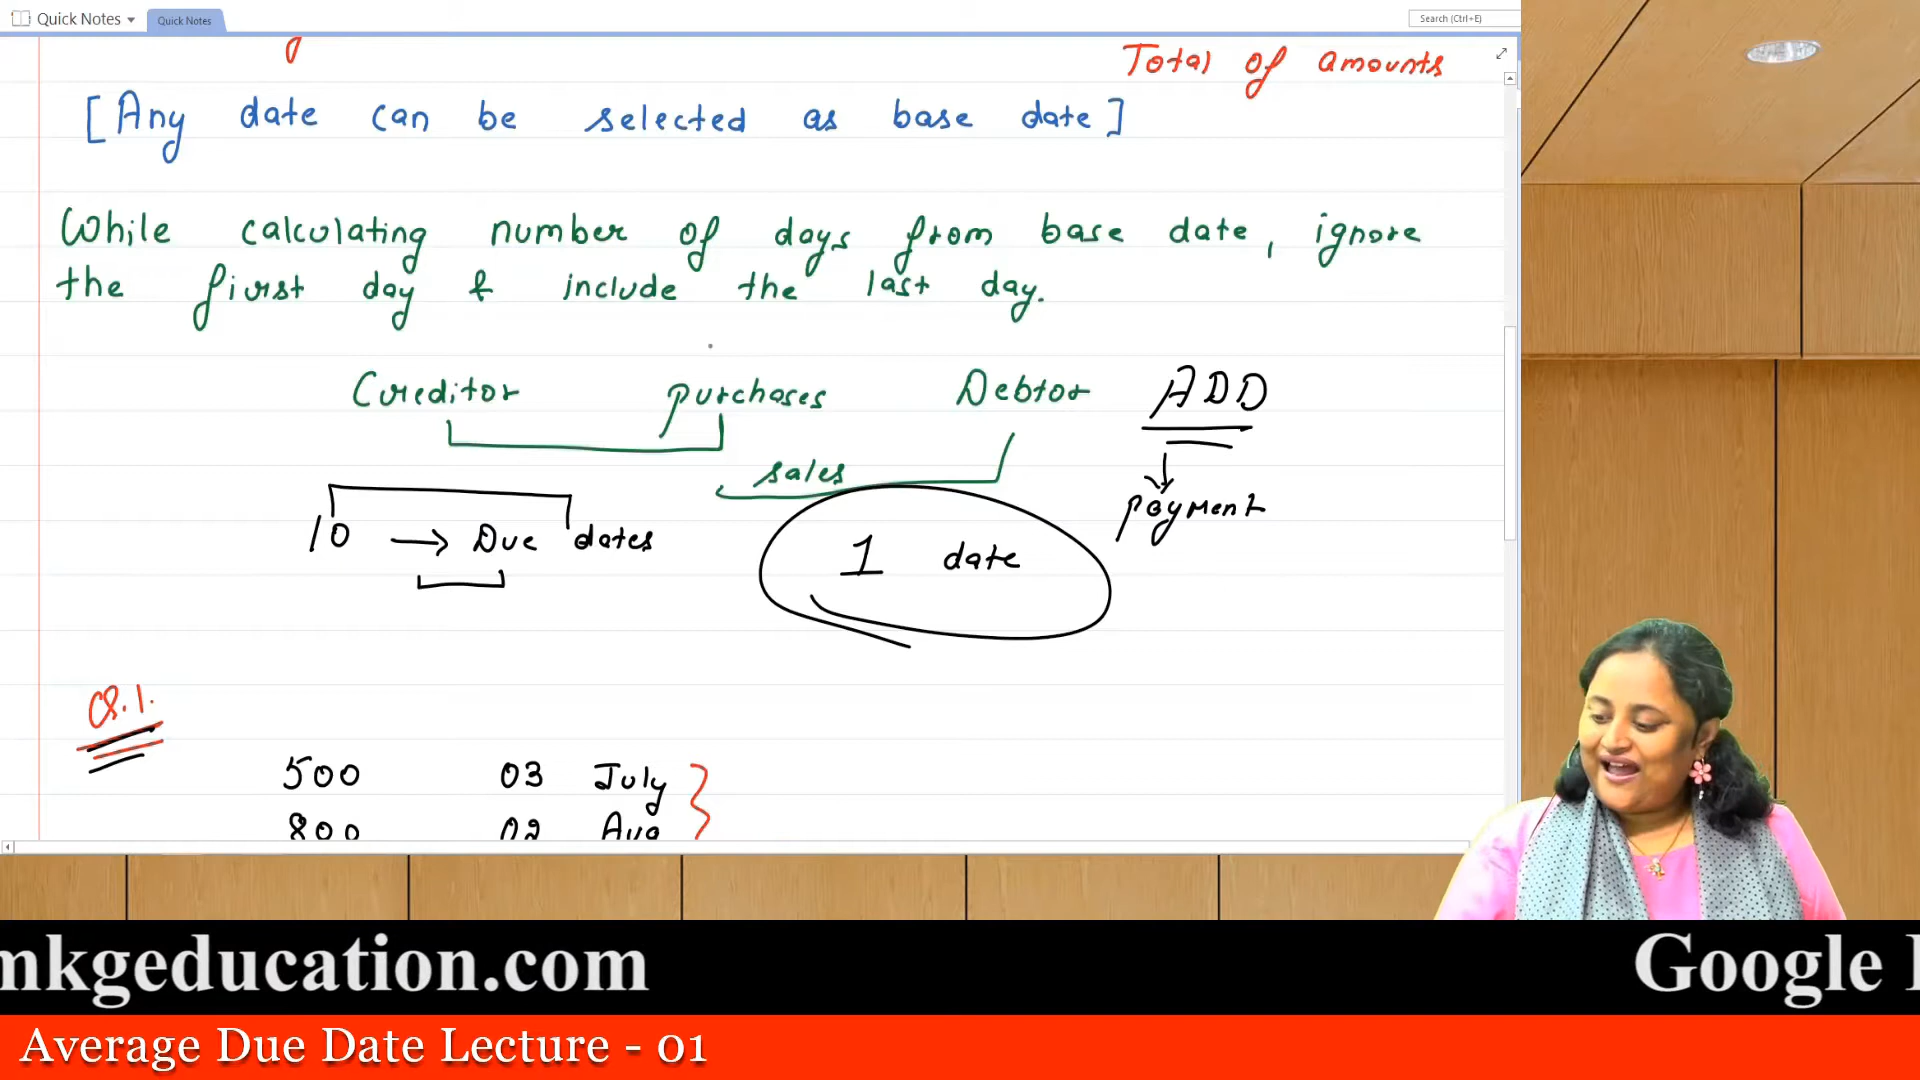 Quick Notes
Quick Notes
Search (Ctrl+E)
Total of amounts
[Any date can be selected as base date]
While calculating number of days from base date, ignore
the first day & include the last day.
Creditor purchases Debtor ADD
sales
payment
10 → Due dates 1 date
Q.1.
500 03 July
800 02 Aug
mkgeducation.com
Google
Average Due Date Lecture - 01